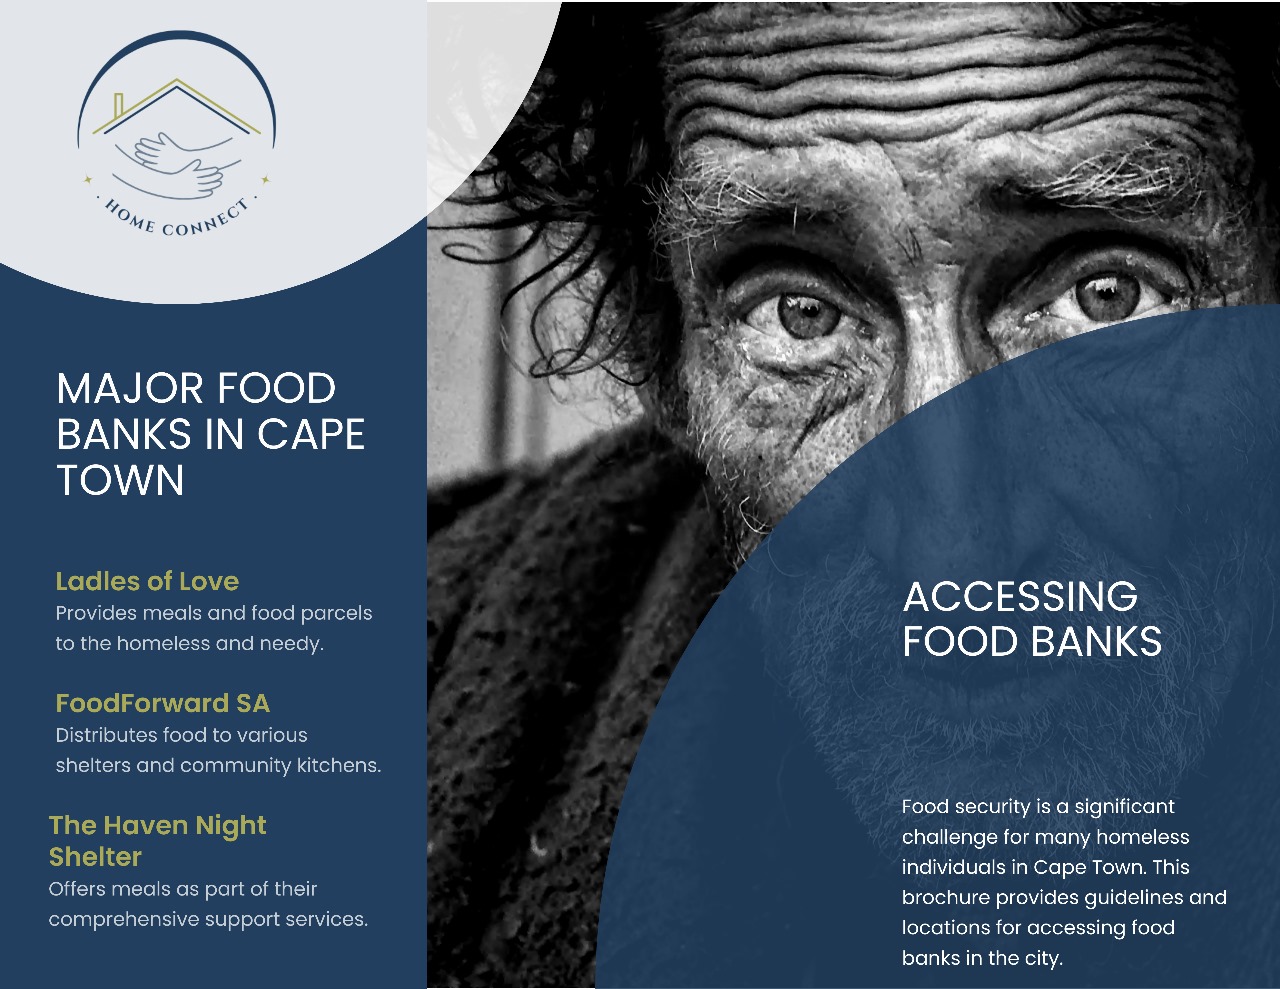 · HOME CONNECT ·
MAJOR FOOD
BANKS IN CAPE
TOWN
Ladles of Love
Provides meals and food parcels
to the homeless and needy.
FoodForward SA
Distributes food to various
shelters and community kitchens.
The Haven Night
Shelter
Offers meals as part of their
comprehensive support services.
ACCESSING
FOOD BANKS
Food security is a significant
challenge for many homeless
individuals in Cape Town. This
brochure provides guidelines and
locations for accessing food
banks in the city.